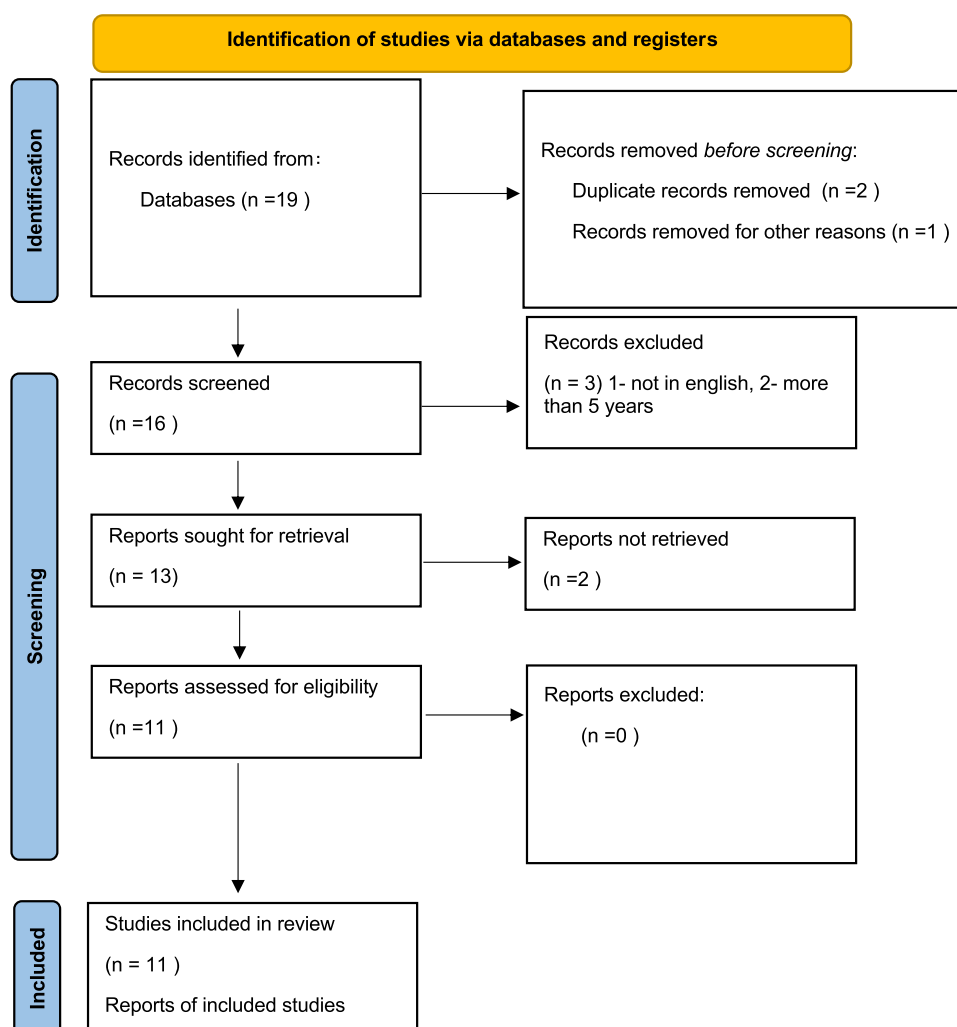 Identification of studies via databases and registers
Identification
Records identified from:
Databases (n =19 )
Records removed before screening:
Duplicate records removed (n =2 )
Records removed for other reasons (n =1 )
Screening
Records screened
(n =16 )
Records excluded
(n = 3) 1- not in english, 2- more
than 5 years
Reports sought for retrieval
(n = 13)
Reports not retrieved
(n =2 )
Reports assessed for eligibility
(n =11 )
Reports excluded:
(n =0 )
Included
Studies included in review
(n = 11 )
Reports of included studies